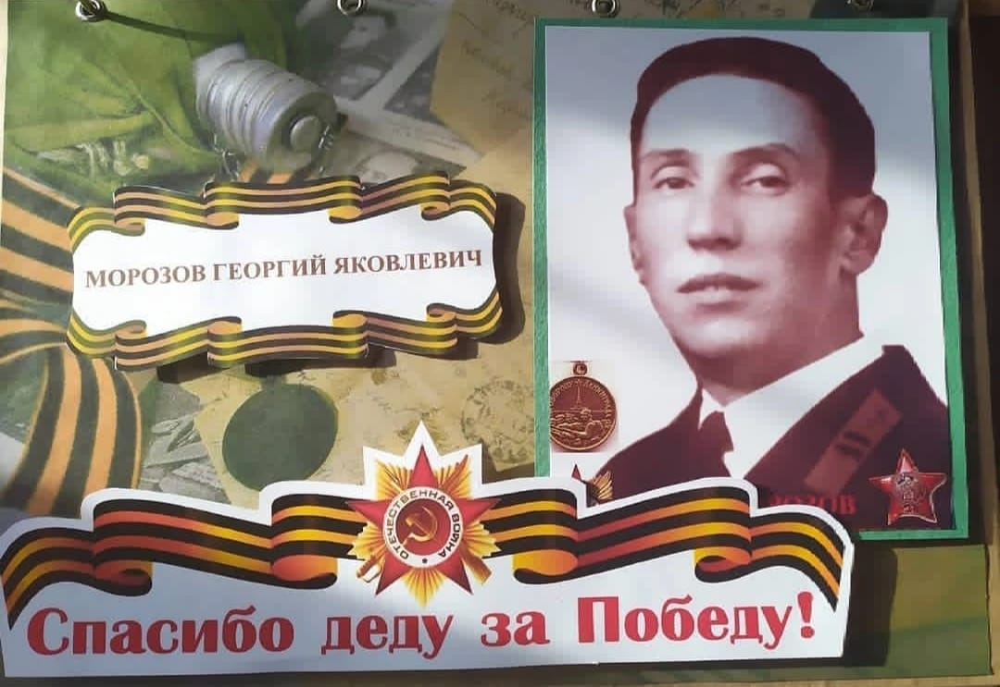 МОРОЗОВ ГЕОРГИЙ ЯКОВЛЕВИЧ
ОТЕЧЕСТВЕННАЯ ВОЙНА
Спасибо деду за Победу!